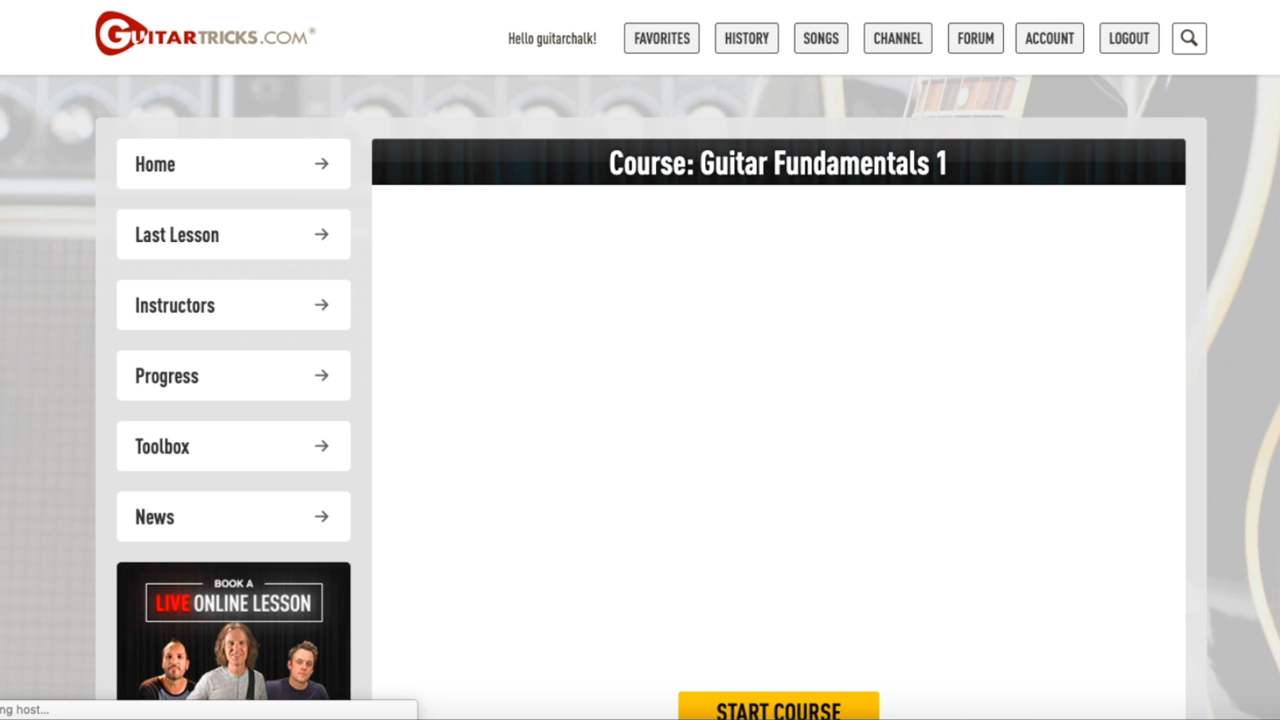 GUITARTRICKS.COM®
Hello guitarchalk!
FAVORITES
HISTORY
SONGS
CHANNEL
FORUM
ACCOUNT
LOGOUT
Home
Last Lesson
Instructors
Progress
Toolbox
News
BOOK A
LIVE ONLINE LESSON
Course: Guitar Fundamentals 1
START COURSE
ng host...